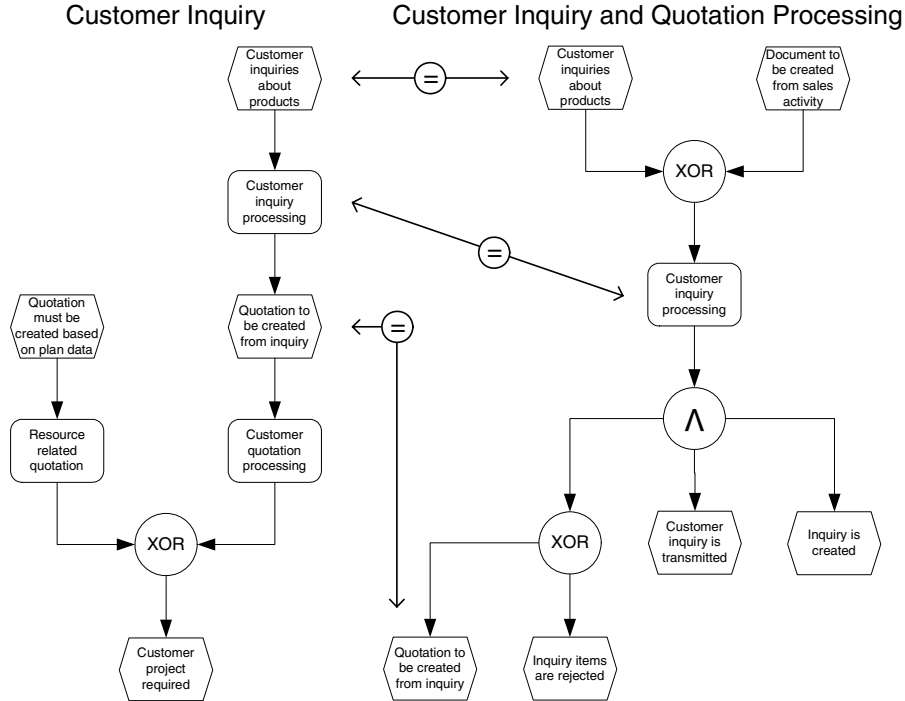 Customer Inquiry
Customer Inquiry and Quotation Processing
Customer
inquiries
about
products
=
Customer
inquiries
about
products
Document to
be created
from sales
activity
XOR
Customer
inquiry
processing
=
Customer
inquiry
processing
Quotation
must be
created based
on plan data
Quotation to
be created
from inquiry
=
Λ
Resource
related
quotation
Customer
quotation
processing
XOR
XOR
Customer
inquiry is
transmitted
Inquiry is
created
Customer
project
required
Quotation to
be created
from inquiry
Inquiry items
are rejected